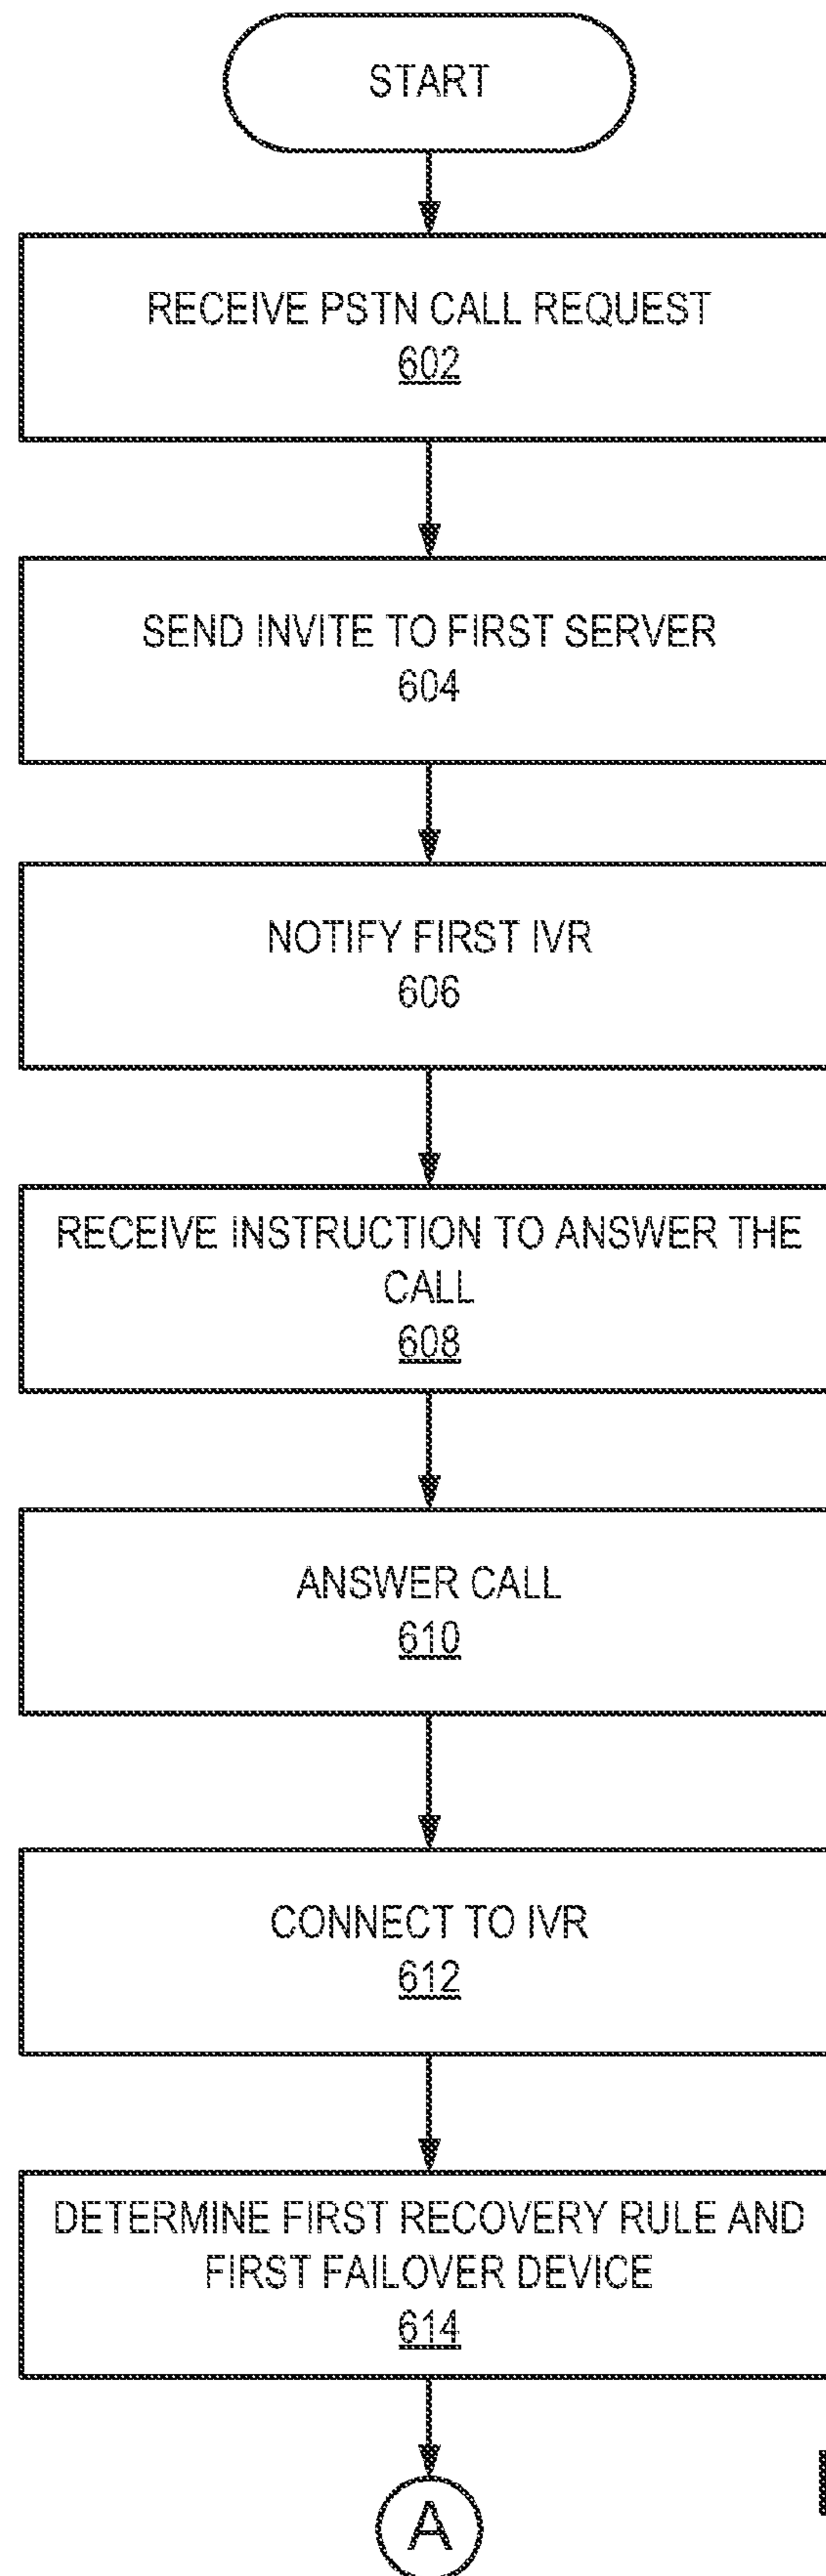 START
RECEIVE PSTN CALL REQUEST
602
SEND INVITE TO FIRST SERVER
604
NOTIFY FIRST IVR
606
RECEIVE INSTRUCTION TO ANSWER THE
CALL
608
ANSWER CALL
610
CONNECT TO IVR
612
DETERMINE FIRST RECOVERY RULE AND
FIRST FAILOVER DEVICE
614
A